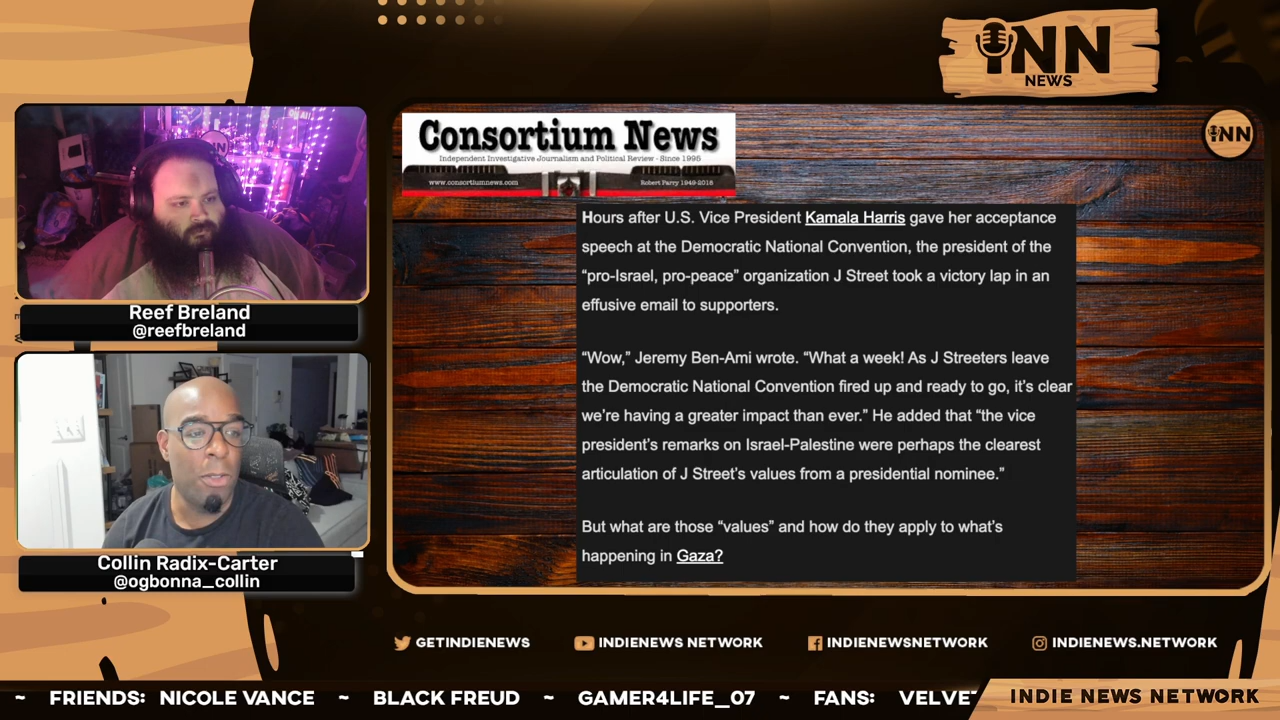 iNN
NEWS
iNN
Consortium News
Independent Investigative Journalism and Political Review - Since 1995
www.consortiumnews.com
Robert Parry 1949-2018
Hours after U.S. Vice President Kamala Harris gave her acceptance
speech at the Democratic National Convention, the president of the
“pro-Israel, pro-peace” organization J Street took a victory lap in an
effusive email to supporters.
“Wow,” Jeremy Ben-Ami wrote. “What a week! As J Streeters leave
the Democratic National Convention fired up and ready to go, it’s clear
we’re having a greater impact than ever.” He added that “the vice
president’s remarks on Israel-Palestine were perhaps the clearest
articulation of J Street’s values from a presidential nominee.”
But what are those “values” and how do they apply to what’s
happening in Gaza?
Reef Breland
@reefbreland
Collin Radix-Carter
@ogbonna_collin
GETINDIENEWS
INDIENEWS NETWORK
INDIENEWSNETWORK
INDIENEWS.NETWORK
~ FRIENDS: NICOLE VANCE ~ BLACK FREUD ~ GAMER4LIFE_07 ~ FANS: VELVET
INDIE NEWS NETWORK